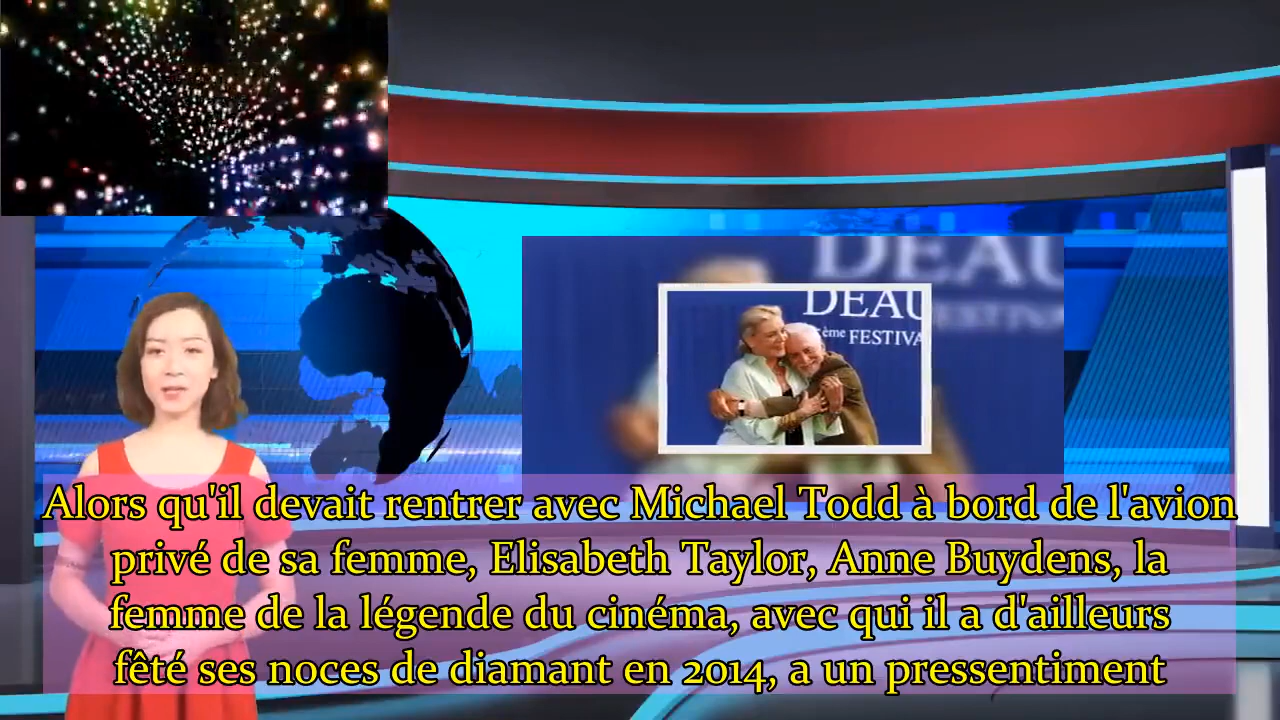 DEAU
FESTIV
DEAU
ème FESTIVA
Alors qu'il devait rentrer avec Michael Todd à bord de l'avion
privé de sa femme, Elisabeth Taylor, Anne Buydens, la
femme de la légende du cinéma, avec qui il a d'ailleurs
fêté ses noces de diamant en 2014, a un pressentiment